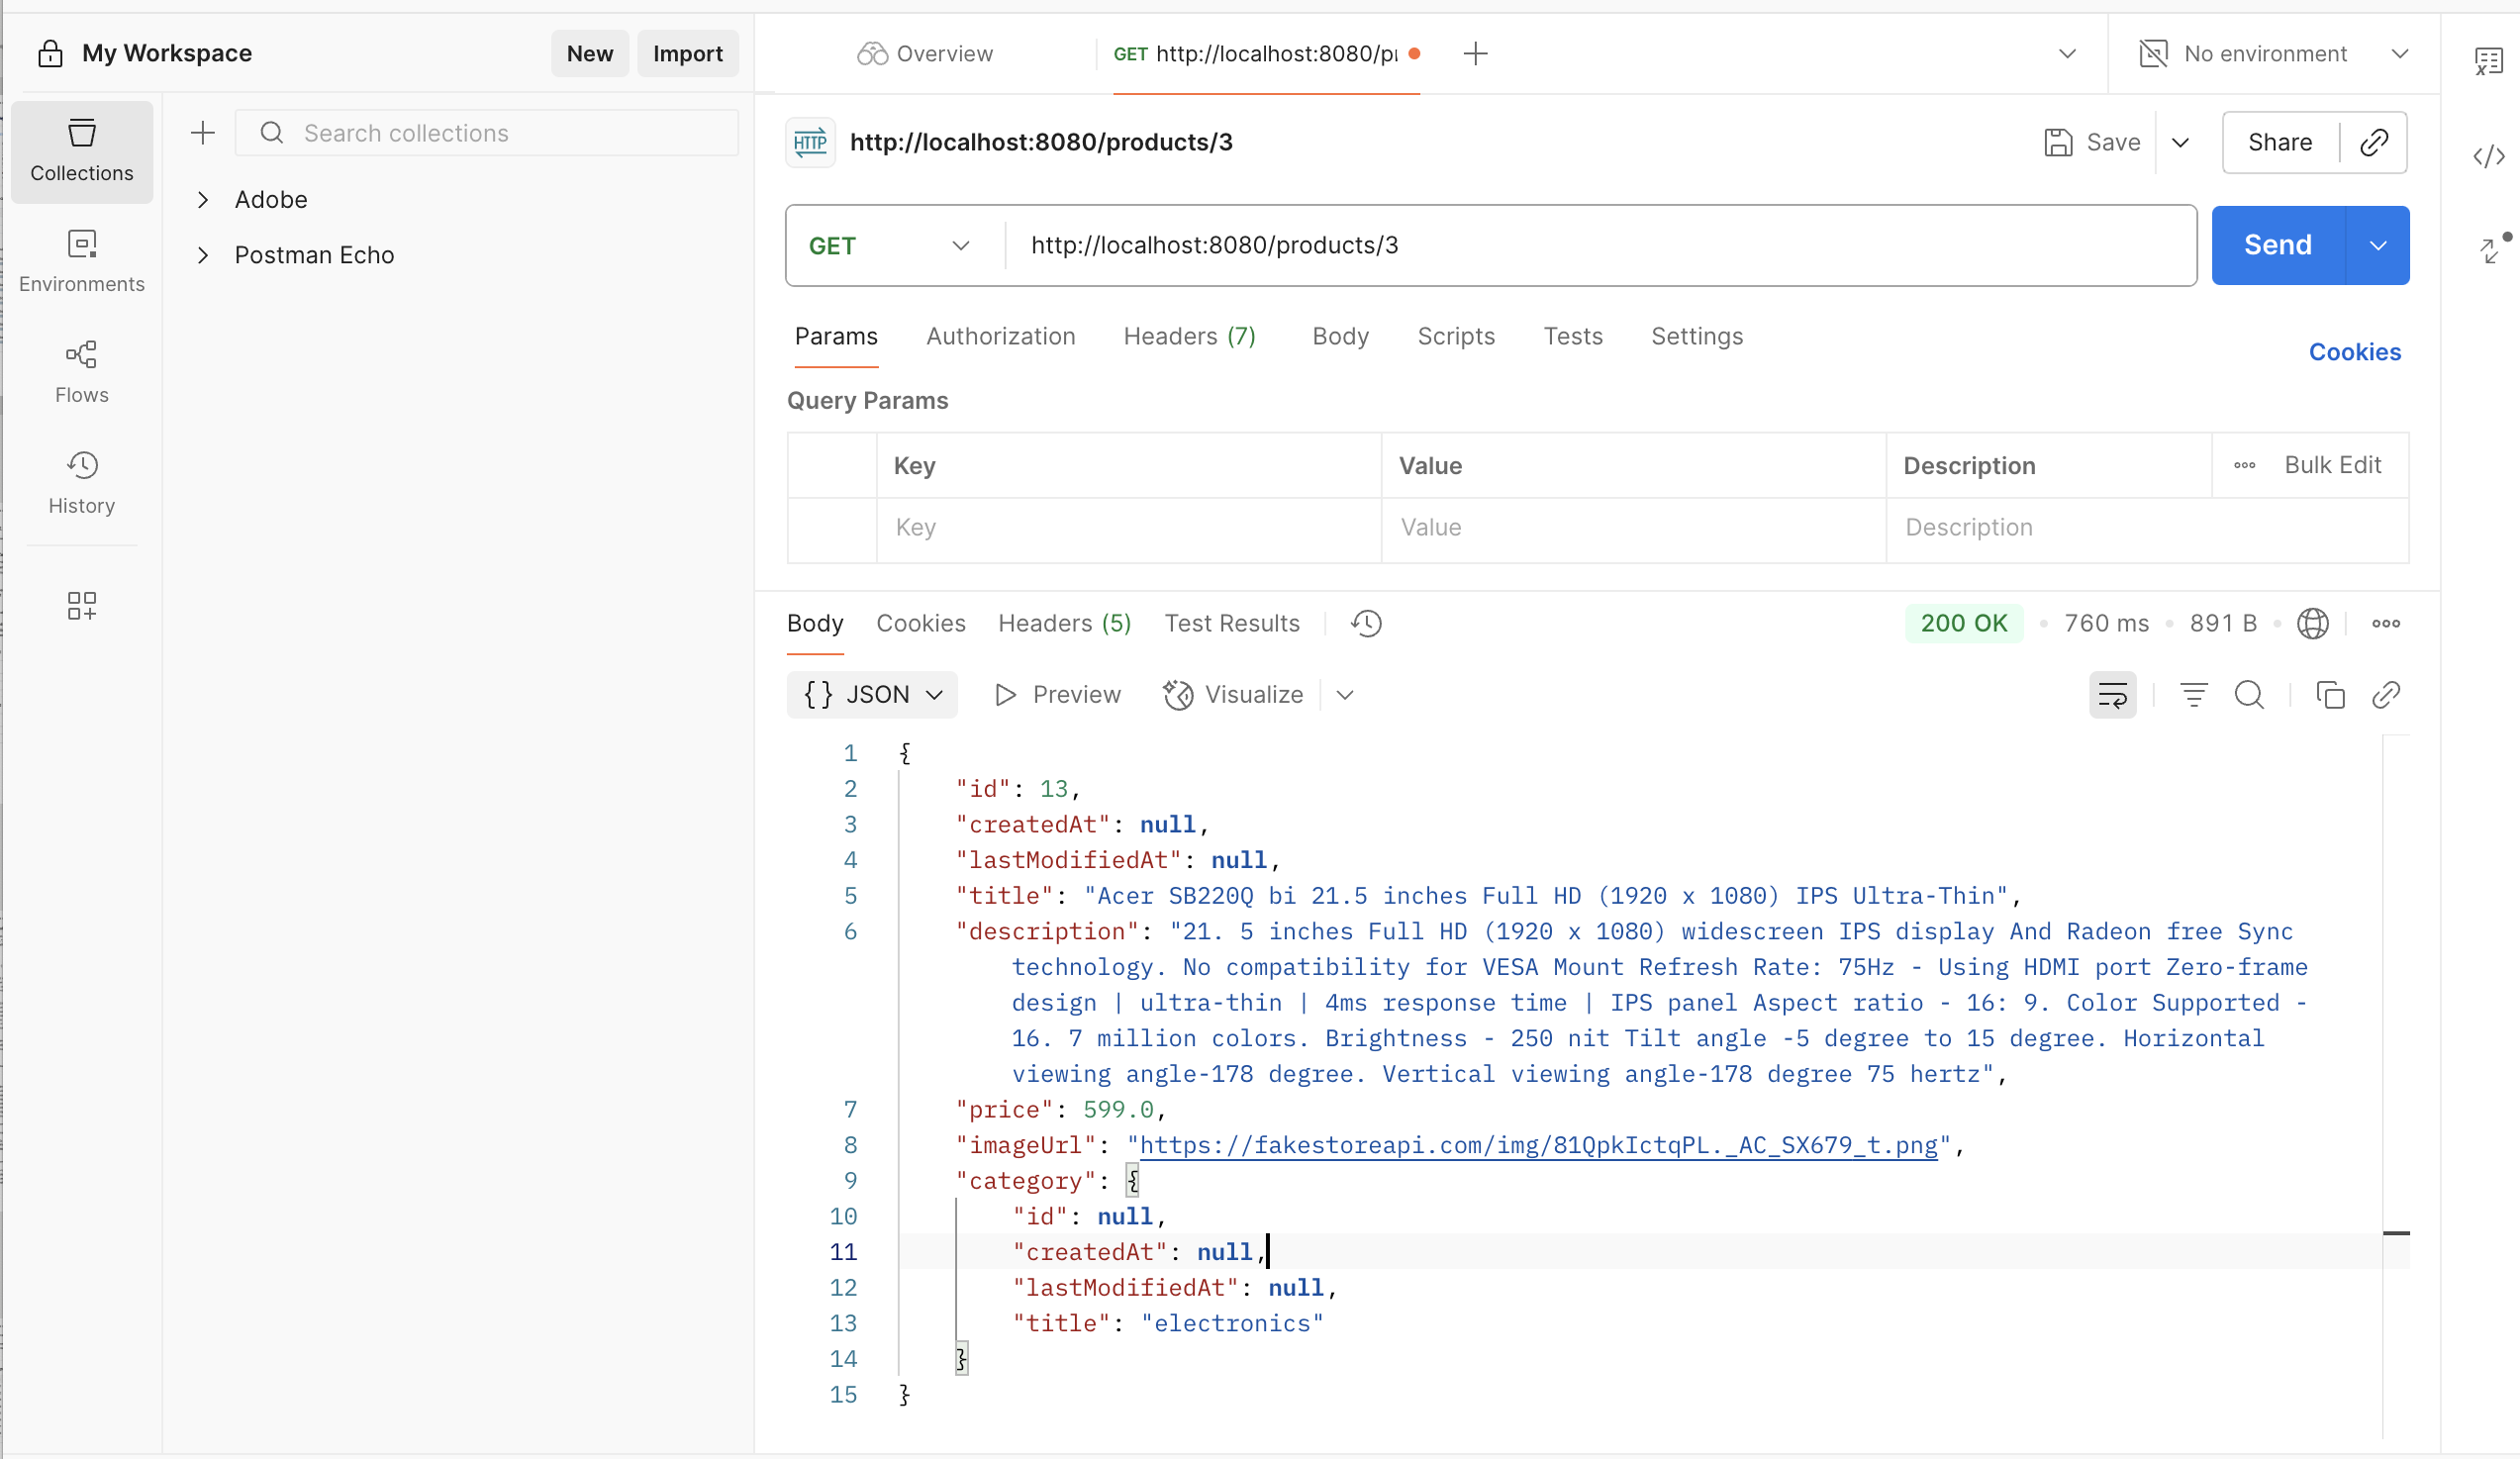 My Workspace
New
Import
Overview
GET http://localhost:8080/pr
No environment
Collections
Environments
Flows
History
Search collections
Adobe
Postman Echo
HTTP
http://localhost:8080/products/3
Save
Share
GET
http://localhost:8080/products/3
Send
Params
Authorization
Headers (7)
Body
Scripts
Tests
Settings
Cookies
Query Params
Key
Value
Description
Bulk Edit
Key
Value
Description
Body
Cookies
Headers (5)
Test Results
200 OK
760 ms
891 B
{} JSON
Preview
Visualize
1 {
2 "id": 13,
3 "createdAt": null,
4 "lastModifiedAt": null,
5 "title": "Acer SB220Q bi 21.5 inches Full HD (1920 x 1080) IPS Ultra-Thin",
6 "description": "21. 5 inches Full HD (1920 x 1080) widescreen IPS display And Radeon free Sync
technology. No compatibility for VESA Mount Refresh Rate: 75Hz - Using HDMI port Zero-frame
design | ultra-thin | 4ms response time | IPS panel Aspect ratio - 16: 9. Color Supported -
16. 7 million colors. Brightness - 250 nit Tilt angle -5 degree to 15 degree. Horizontal
viewing angle-178 degree. Vertical viewing angle-178 degree 75 hertz",
7 "price": 599.0,
8 "imageUrl": "https://fakestoreapi.com/img/81QpkIctqPL._AC_SX679_t.png",
9 "category": {
10 "id": null,
11 "createdAt": null,
12 "lastModifiedAt": null,
13 "title": "electronics"
14 }
15 }